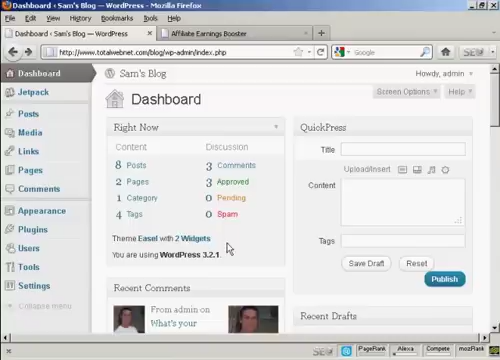 Dashboard ‹ Sam's Blog — WordPress - Mozilla Firefox
File Edit View History Bookmarks Tools Help
Dashboard ‹ Sam's Blog — WordPress
Affiliate Earnings Booster
http://www.totalwebnet.com/blog/wp-admin/index.php
Google
SEO
Dashboard
Sam's Blog
Howdy, admin
Jetpack
Dashboard
Screen Options
Help
Posts
Media
Links
Pages
Comments
Appearance
Plugins
Users
Tools
Settings
Collapse menu
Right Now
Content
Discussion
8 Posts
3 Comments
2 Pages
3 Approved
1 Category
0 Pending
4 Tags
0 Spam
Theme Easel with 2 Widgets
You are using WordPress 3.2.1.
Recent Comments
From admin on
What's your
QuickPress
Title
Upload/Insert
Content
Tags
Save Draft
Reset
Publish
Recent Drafts
SEO
PageRank
Alexa
Compete
mozRank